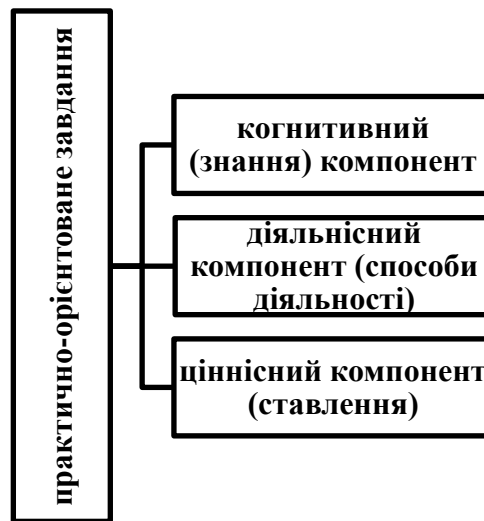 практично-орієнтоване завдання
когнитивний
(знання) компонент
діяльнісний
компонент (способи
діяльності)
ціннісний компонент
(ставлення)